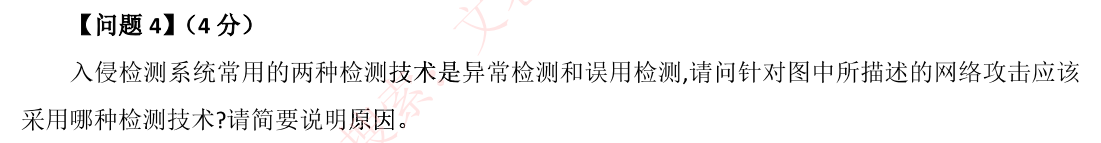 【问题 4】（4 分）
入侵检测系统常用的两种检测技术是异常检测和误用检测,请问针对图中所描述的网络攻击应该
采用哪种检测技术?请简要说明原因。